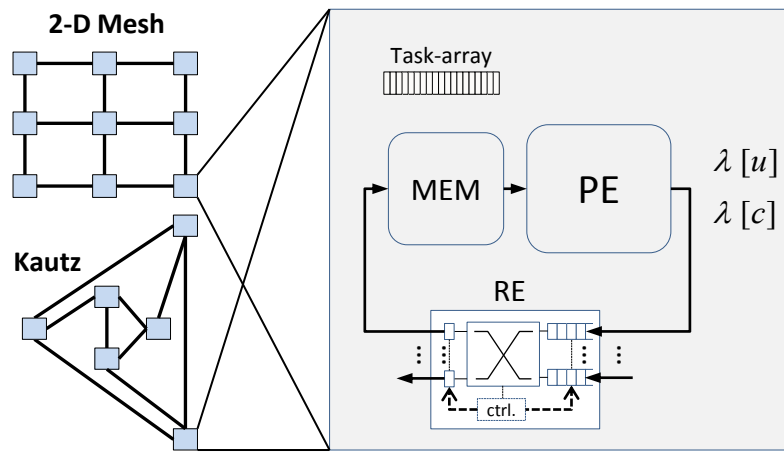 2-D Mesh
Kautz
Task-array
MEM
PE
λ [u]
λ [c]
RE
ctrl.